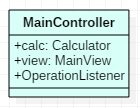 MainController
+calc: Calculator
+view: MainView
+OperationListener